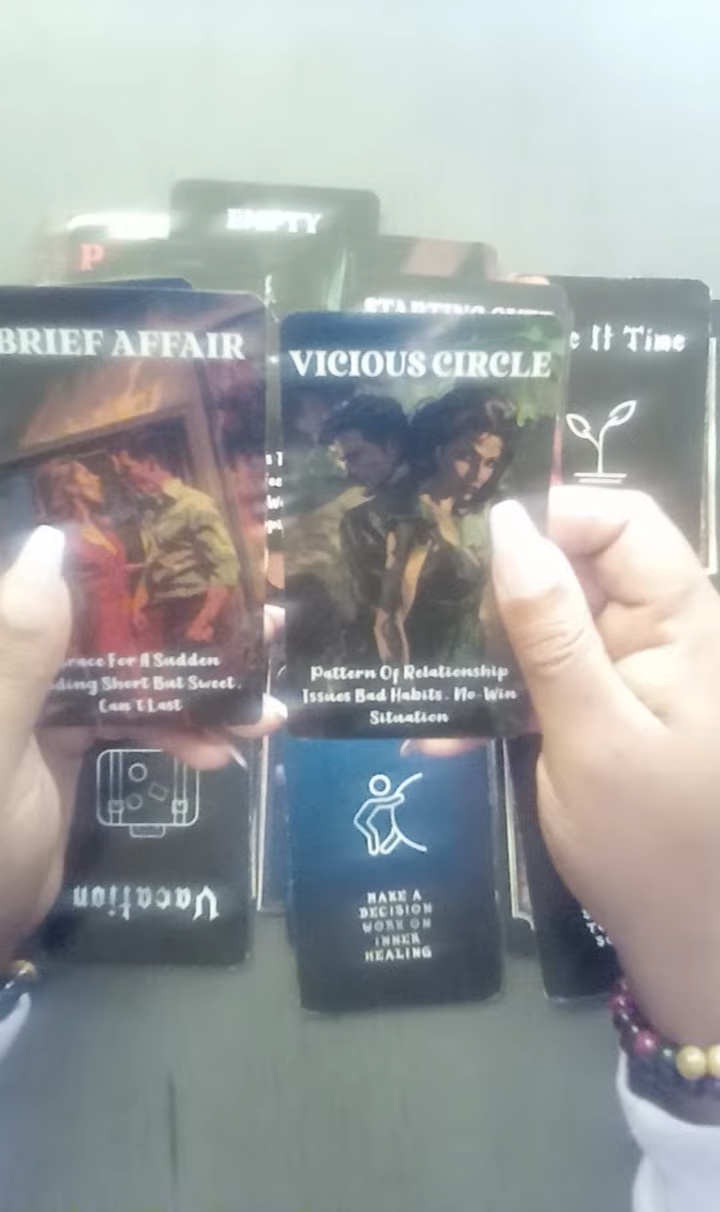 EMPTY
P
STARTING OVER
e It Time
BRIEF AFFAIR
race For A Sudden
ding Short But Sweet.
Can't Last
VICIOUS CIRCLE
Pattern Of Relationship
Issues Bad Habits. No-Win
Situation
Vacation
MAKE A
DECISION
WORK ON
INNER
HEALING